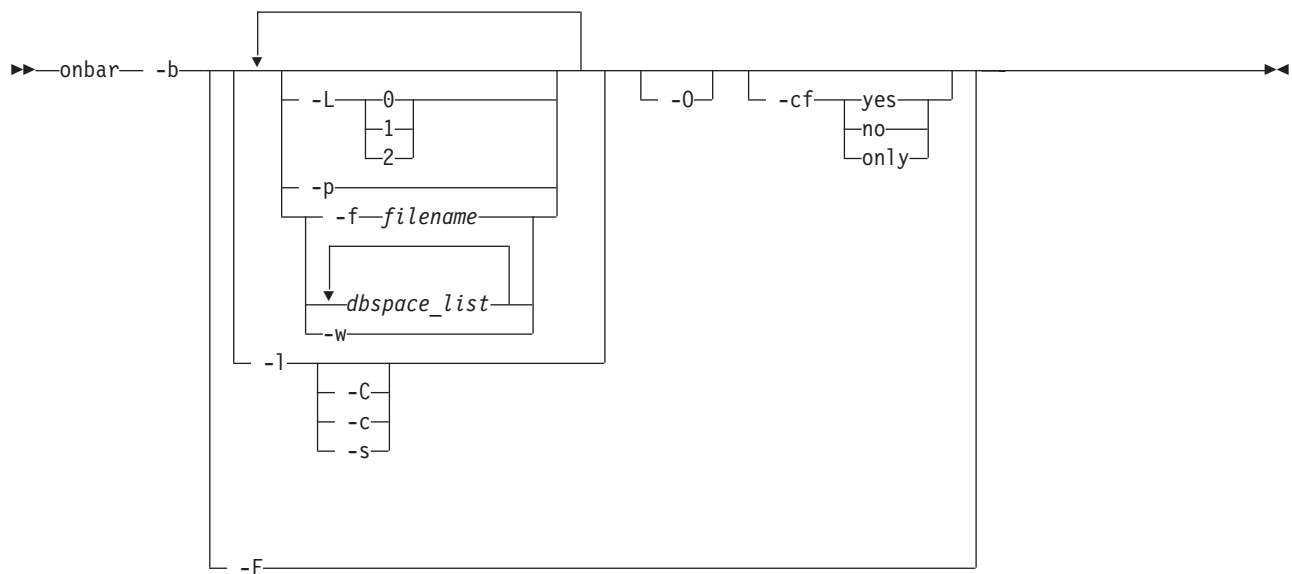 onbar -b
-L 0 -O -cf yes
1 no
2 only
-p
-f filename
dbspace_list
-w
-l
-C
-c
-s
-F